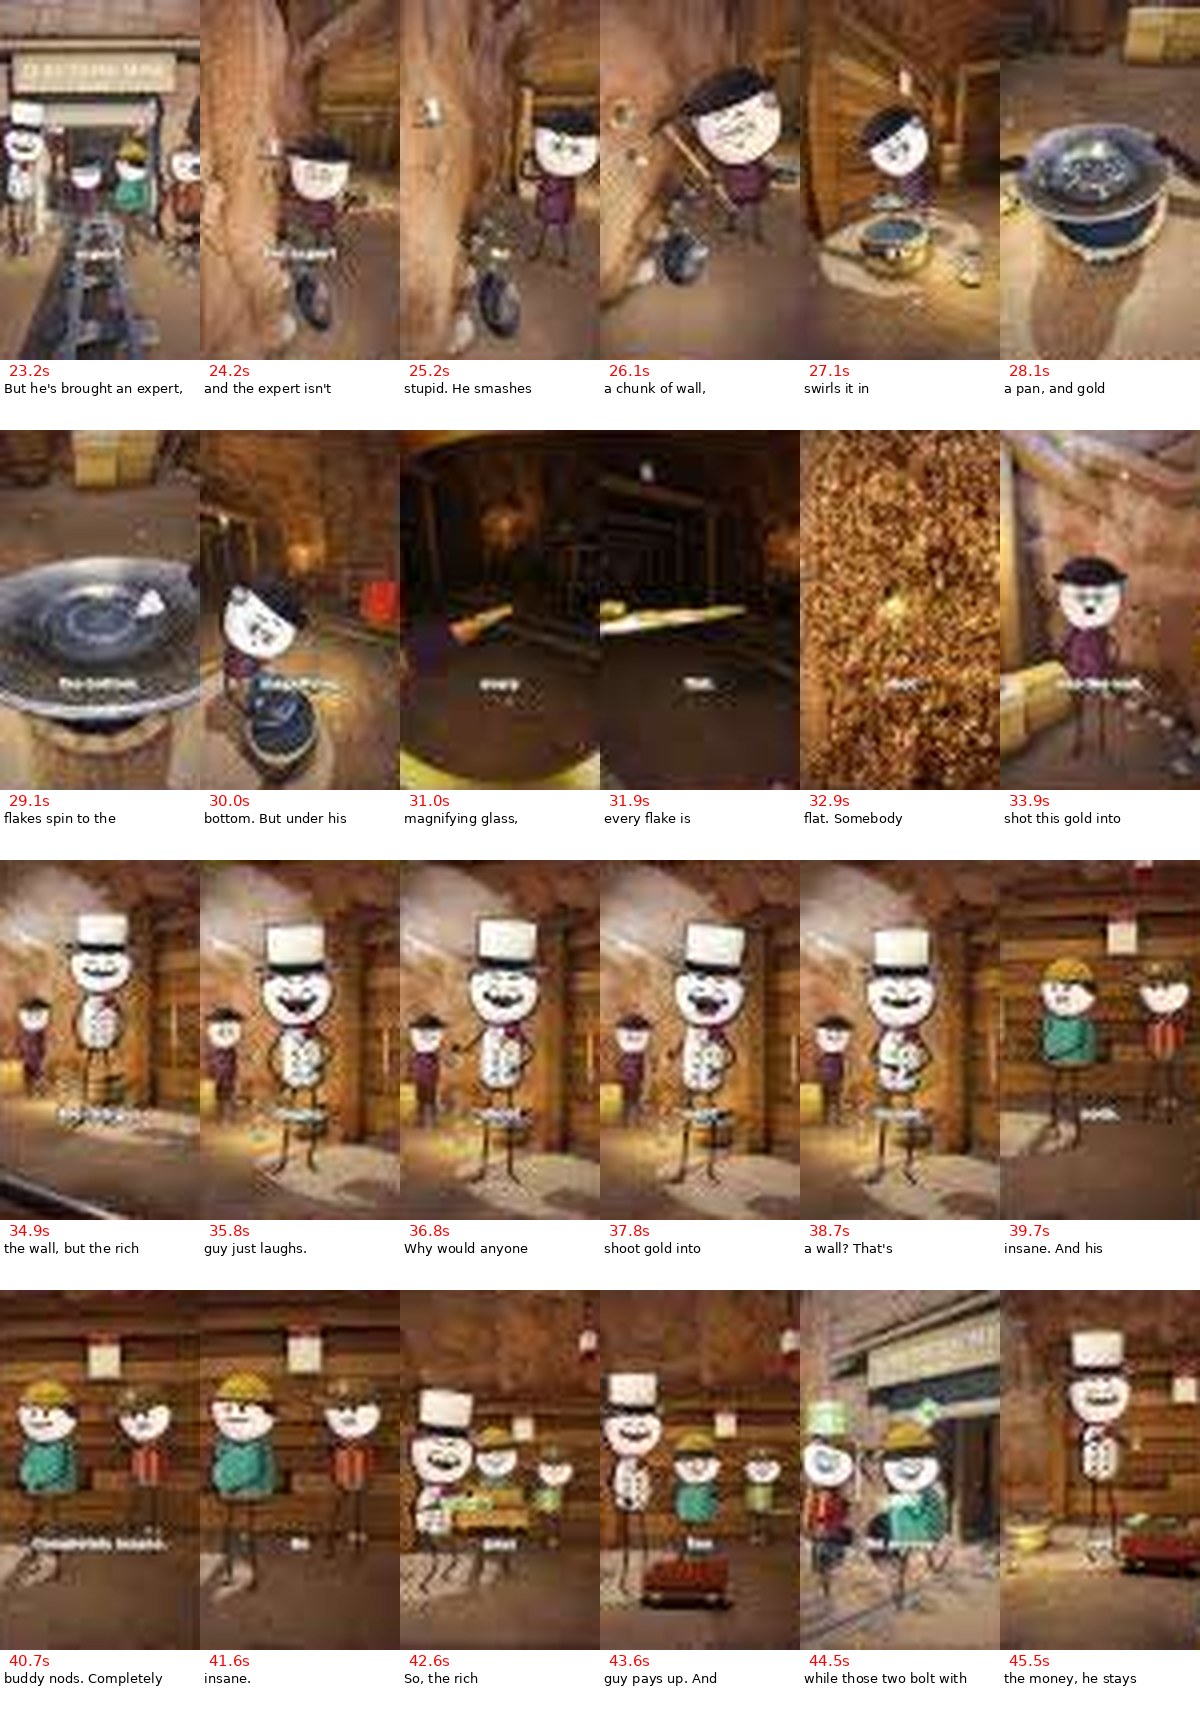 23.2s
But he's brought an expert,
24.2s
and the expert isn't
25.2s
stupid. He smashes
26.1s
a chunk of wall,
27.1s
swirls it in
28.1s
a pan, and gold
29.1s
flakes spin to the
30.0s
bottom. But under his
31.0s
magnifying glass,
31.9s
every flake is
32.9s
flat. Somebody
33.9s
shot this gold into
34.9s
the wall, but the rich
35.8s
guy just laughs.
36.8s
Why would anyone
37.8s
shoot gold into
38.7s
a wall? That's
39.7s
insane. And his
40.7s
buddy nods. Completely
41.6s
insane.
42.6s
So, the rich
43.6s
guy pays up. And
44.5s
while those two bolt with
45.5s
the money, he stays